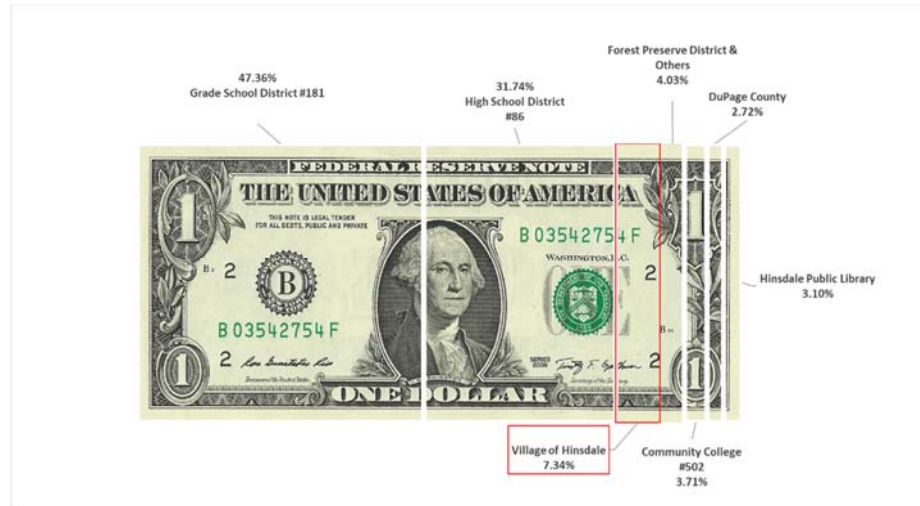 Forest Preserve District &
Others
4.03%
47.36%
Grade School District #181
31.74%
High School District
#86
DuPage County
2.72%
FEDERAL RESERVE NOTE
THE UNITED STATES OF AMERICA
THIS NOTE IS LEGAL TENDER
FOR ALL DEBTS, PUBLIC AND PRIVATE
1
1
B 03542754 F
WASHINGTON, D.C.
2
2
B
ONE
Hinsdale Public Library
3.10%
B 03542754 F
2
SERIES
2
1
1
ONE DOLLAR
Village of Hinsdale
7.34%
Community College
#502
3.71%